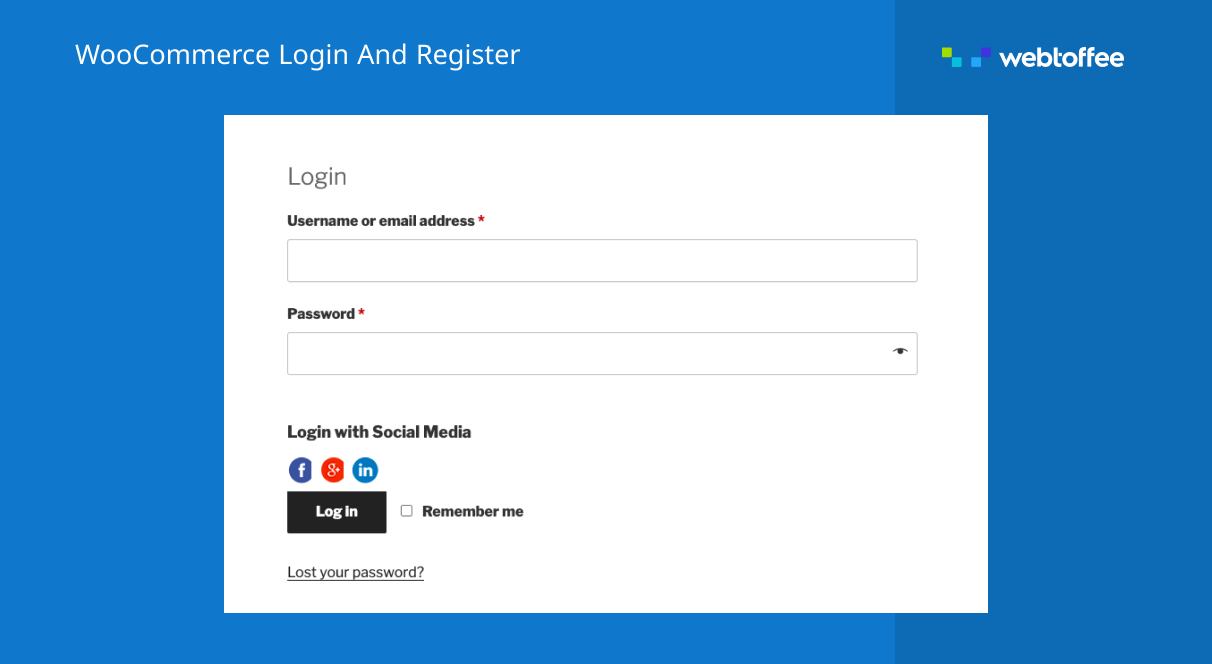 WooCommerce Login And Register
webtoffee
Login
Username or email address *
Password *
Login with Social Media
f g+ in
Log in Remember me
Lost your password?